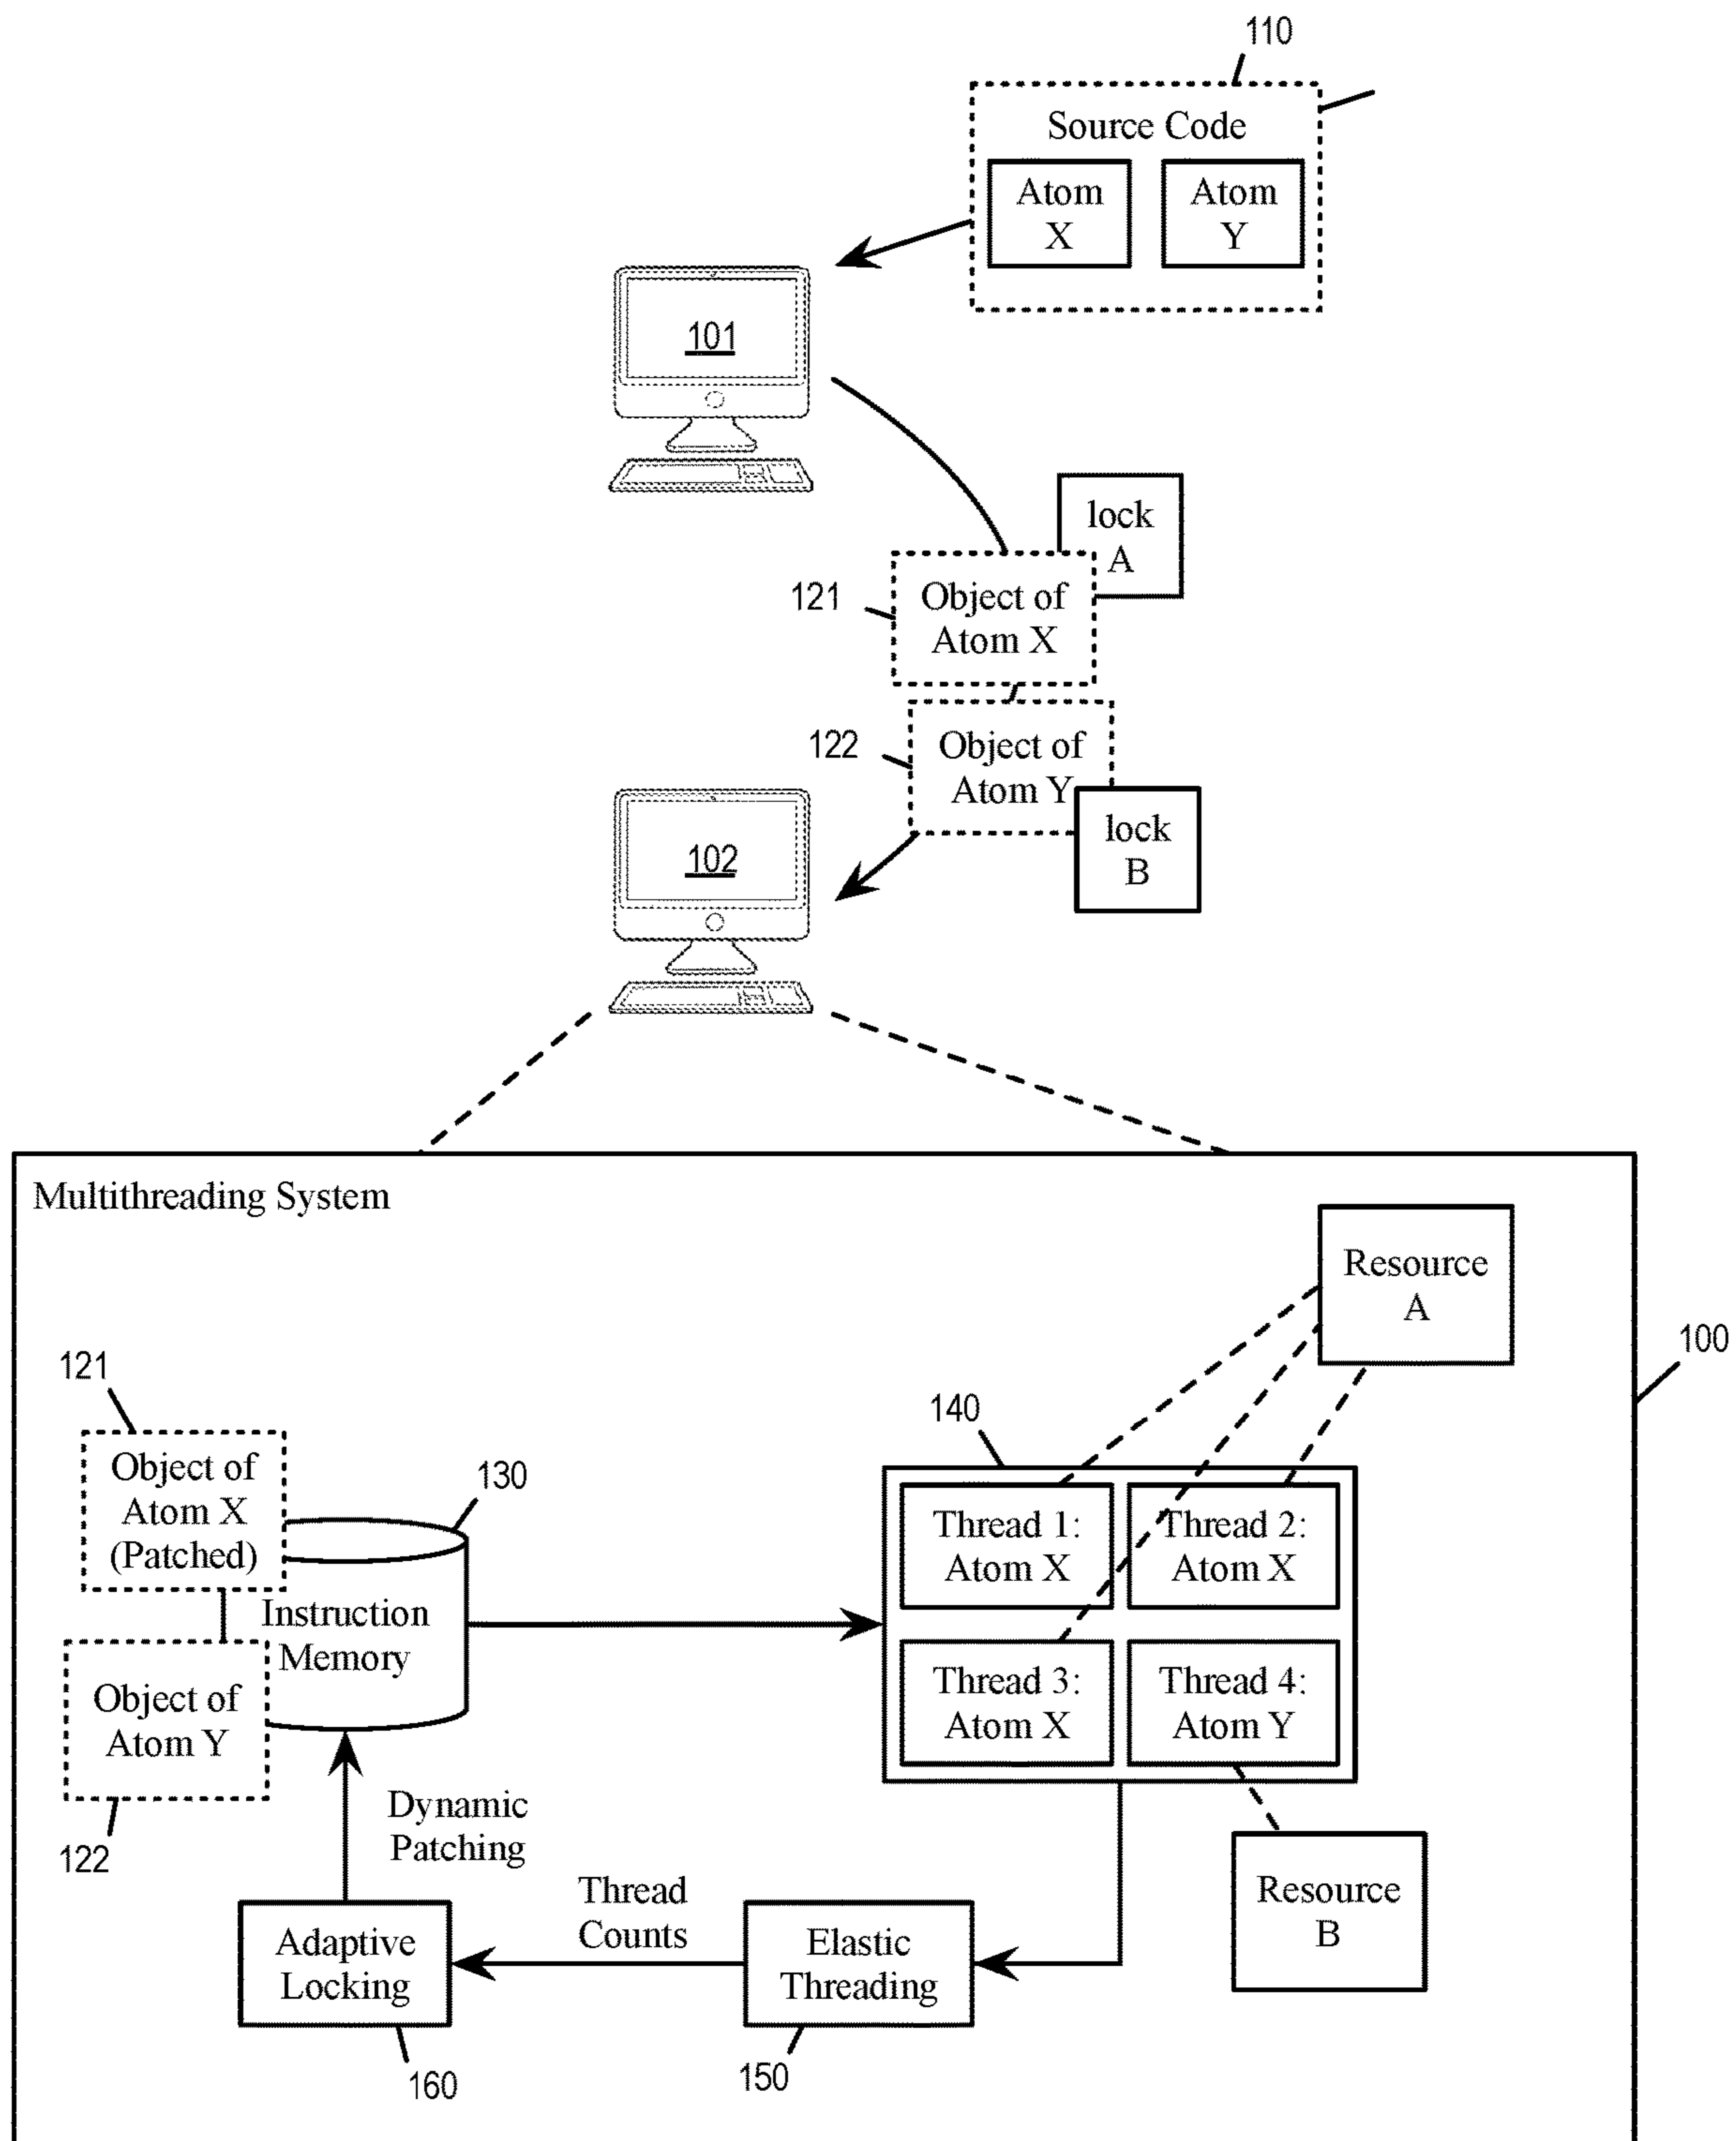 110
Source Code
Atom
X
Atom
Y
101
lock
A
121
Object of
Atom X
122
Object of
Atom Y
lock
B
102
Multithreading System
Resource
A
100
121
Object of
Atom X
(Patched)
130
Instruction
Memory
Object of
Atom Y
122
140
Thread 1:
Atom X
Thread 2:
Atom X
Thread 3:
Atom X
Thread 4:
Atom Y
Dynamic
Patching
Resource
B
Thread
Counts
Adaptive
Locking
Elastic
Threading
160
150